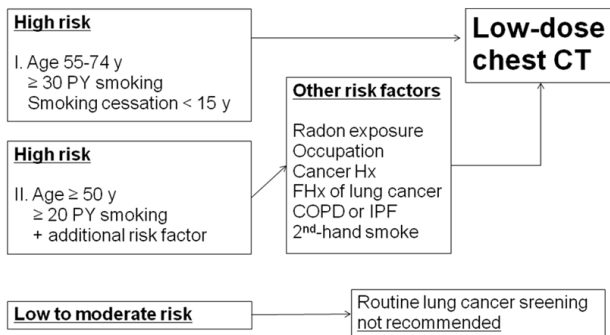 High risk
I. Age 55-74 y
≥ 30 PY smoking
Smoking cessation < 15 y
Low-dose
chest CT
High risk
II. Age ≥ 50 y
≥ 20 PY smoking
+ additional risk factor
Other risk factors
Radon exposure
Occupation
Cancer Hx
FHx of lung cancer
COPD or IPF
2nd-hand smoke
Low to moderate risk
Routine lung cancer sreening
not recommended